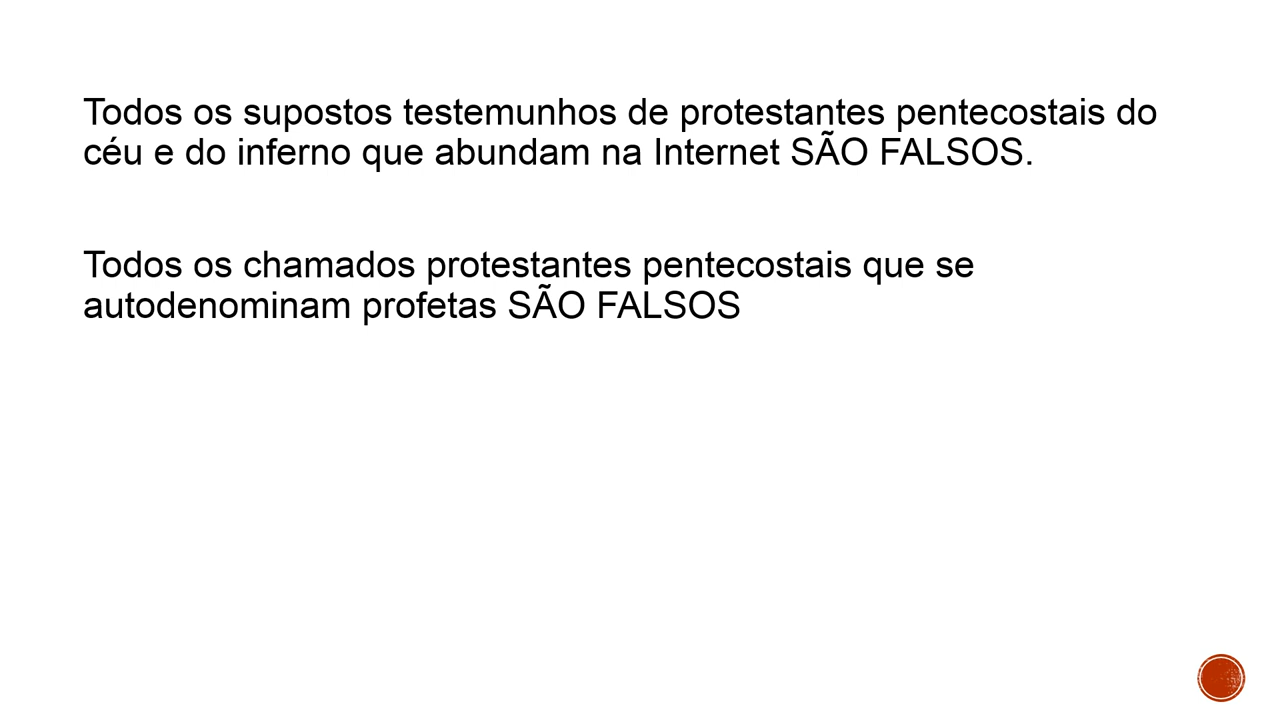 Todos os supostos testemunhos de protestantes pentecostais do
céu e do inferno que abundam na Internet SÃO FALSOS.
Todos os chamados protestantes pentecostais que se
autodenominam profetas SÃO FALSOS